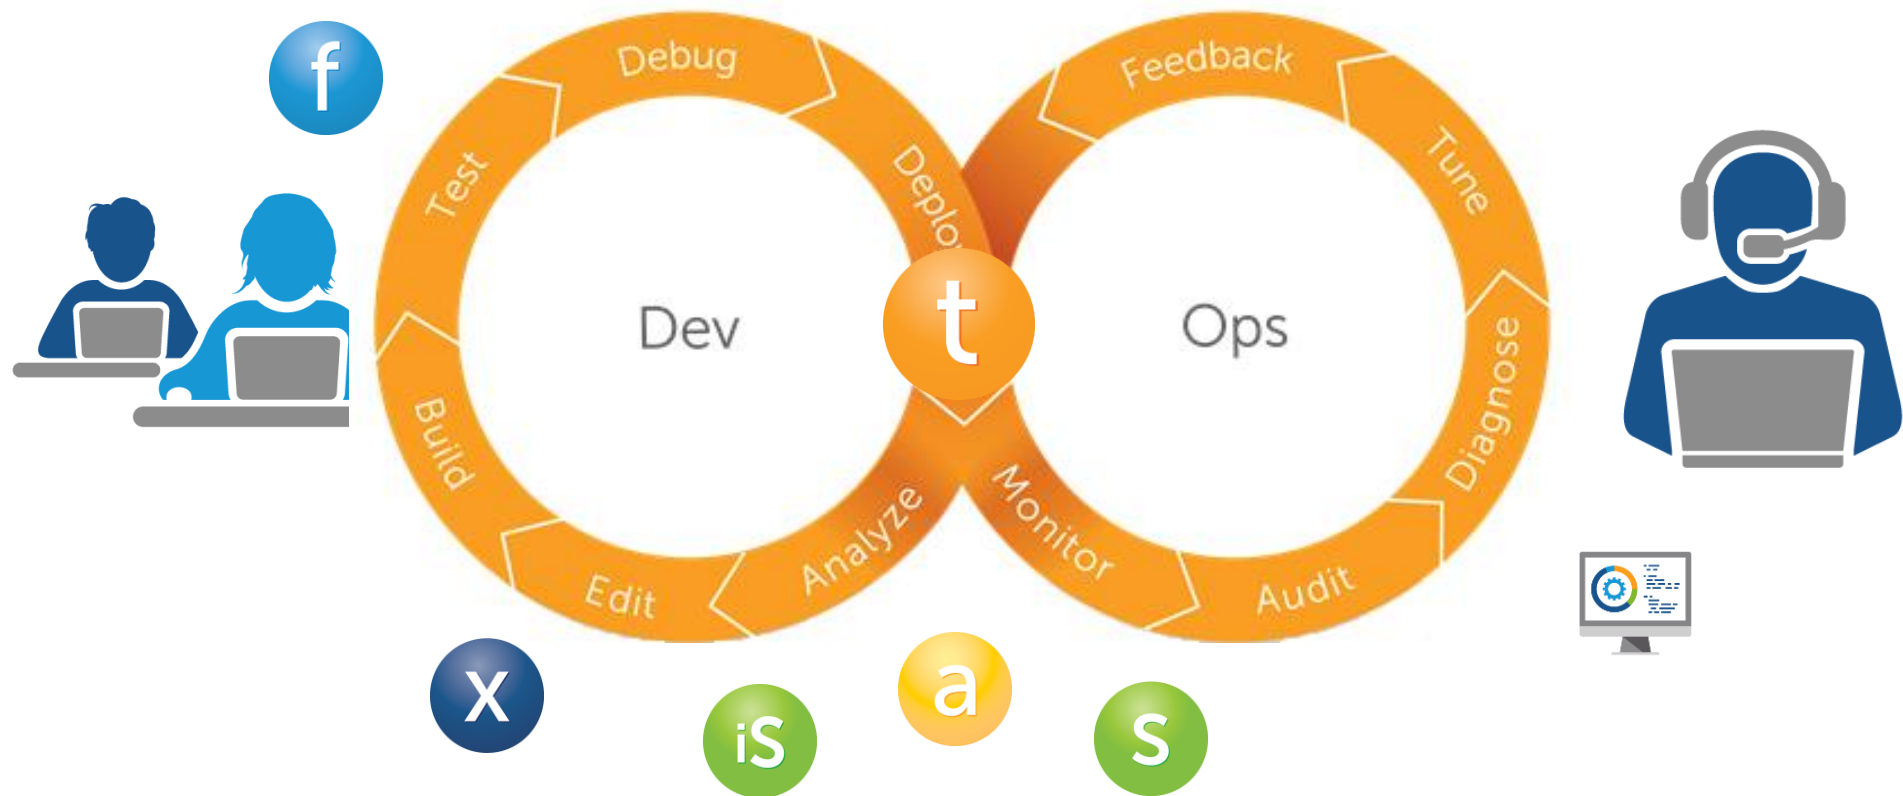 f
Debug
Feedback
Test
Deplo
Tune
Dev
t
Ops
Build
Diagnose
Analyze
Monitor
Edit
Audit
x
iS
a
S